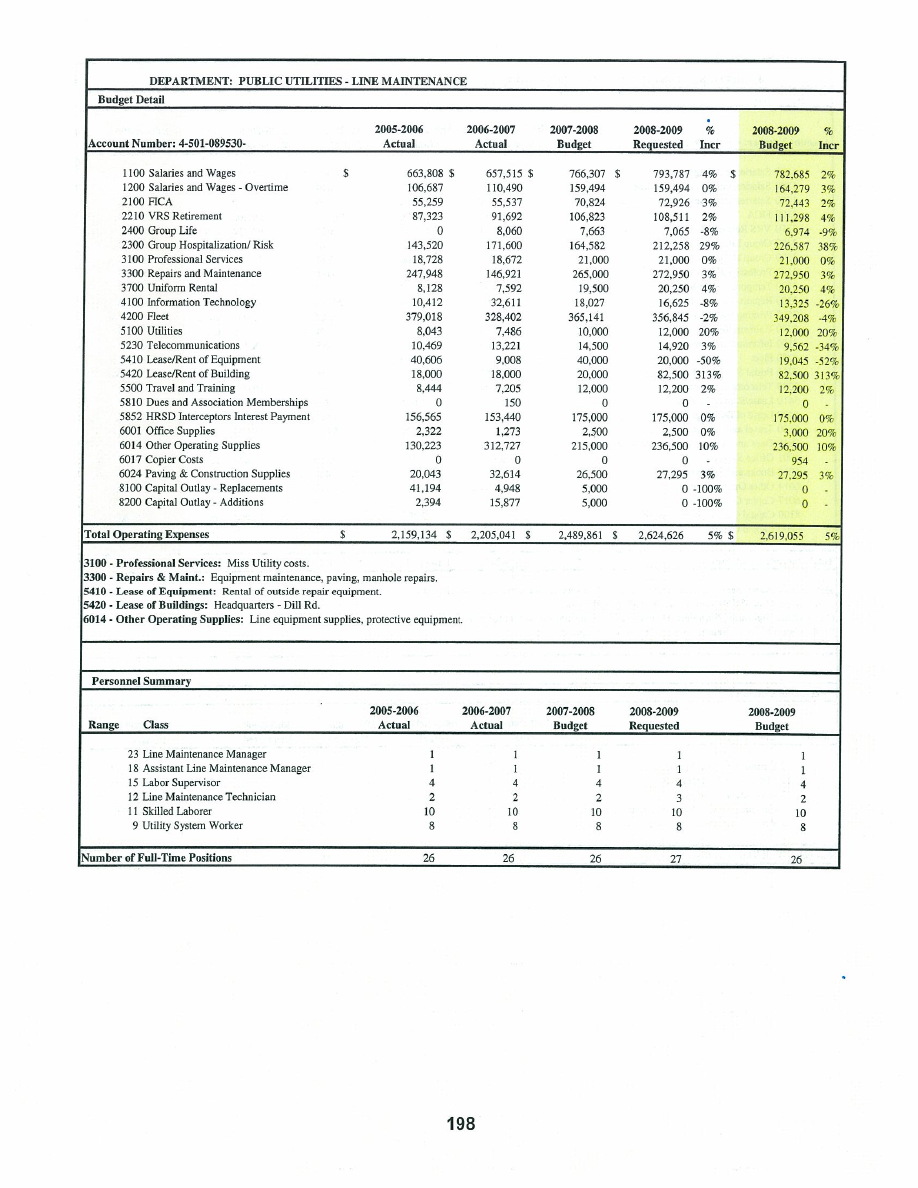 DEPARTMENT: PUBLIC UTILITIES - LINE MAINTENANCE
Budget Detail
2005-2006 2006-2007 2007-2008 2008-2009 % 2008-2009 %
Account Number: 4-501-089530- Actual Actual Budget Requested Incr Budget Incr
1100 Salaries and Wages $ 663,808 $ 657,515 $ 766,307 $ 793,787 4% $ 782,685 2%
1200 Salaries and Wages - Overtime 106,687 110,490 159,494 159,494 0% 164,279 3%
2100 FICA 55,259 55,537 70,824 72,926 3% 72,443 2%
2210 VRS Retirement 87,323 91,692 106,823 108,511 2% 111,298 4%
2400 Group Life 0 8,060 7,663 7,065 -8% 6,974 -9%
2300 Group Hospitalization/ Risk 143,520 171,600 164,582 212,258 29% 226,587 38%
3100 Professional Services 18,728 18,672 21,000 21,000 0% 21,000 0%
3300 Repairs and Maintenance 247,948 146,921 265,000 272,950 3% 272,950 3%
3700 Uniform Rental 8,128 7,592 19,500 20,250 4% 20,250 4%
4100 Information Technology 10,412 32,611 18,027 16,625 -8% 13,325 -26%
4200 Fleet 379,018 328,402 365,141 356,845 -2% 349,208 -4%
5100 Utilities 8,043 7,486 10,000 12,000 20% 12,000 20%
5230 Telecommunications 10,469 13,221 14,500 14,920 3% 9,562 -34%
5410 Lease/Rent of Equipment 40,606 9,008 40,000 20,000 -50% 19,045 -52%
5420 Lease/Rent of Building 18,000 18,000 20,000 82,500 313% 82,500 313%
5500 Travel and Training 8,444 7,205 12,000 12,200 2% 12,200 2%
5810 Dues and Association Memberships 0 150 0 0 - 0 -
5852 HRSD Interceptors Interest Payment 156,565 153,440 175,000 175,000 0% 175,000 0%
6001 Office Supplies 2,322 1,273 2,500 2,500 0% 3,000 20%
6014 Other Operating Supplies 130,223 312,727 215,000 236,500 10% 236,500 10%
6017 Copier Costs 0 0 0 0 - 954 -
6024 Paving & Construction Supplies 20,043 32,614 26,500 27,295 3% 27,295 3%
8100 Capital Outlay - Replacements 41,194 4,948 5,000 0 -100% 0 -
8200 Capital Outlay - Additions 2,394 15,877 5,000 0 -100% 0 -
Total Operating Expenses $ 2,159,134 $ 2,205,041 $ 2,489,861 $ 2,624,626 5% $ 2,619,055 5%
3100 - Professional Services: Miss Utility costs.
3300 - Repairs & Maint.: Equipment maintenance, paving, manhole repairs.
5410 - Lease of Equipment: Rental of outside repair equipment.
5420 - Lease of Buildings: Headquarters - Dill Rd.
6014 - Other Operating Supplies: Line equipment supplies, protective equipment.
Personnel Summary
2005-2006 2006-2007 2007-2008 2008-2009 2008-2009
Range Class Actual Actual Budget Requested Budget
23 Line Maintenance Manager 1 1 1 1 1
18 Assistant Line Maintenance Manager 1 1 1 1 1
15 Labor Supervisor 4 4 4 4 4
12 Line Maintenance Technician 2 2 2 3 2
11 Skilled Laborer 10 10 10 10 10
9 Utility System Worker 8 8 8 8 8
Number of Full-Time Positions 26 26 26 27 26
198